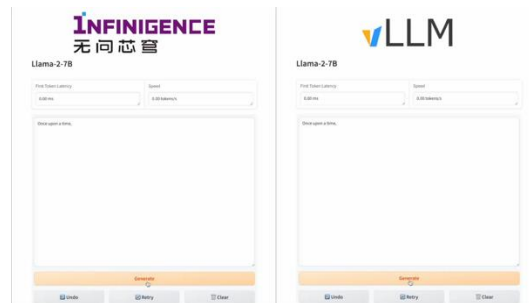 INFINIGENCE
无问芯穹
Llama-2-7B
First Token Latency
Speed
0.00 ms
0.00 tokens/s
Once upon a time,
Generate
Undo
Retry
Clear
vLLM
Llama-2-7B
First Token Latency
Speed
0.00 ms
0.00 tokens/s
Once upon a time,
Generate
Undo
Retry
Clear